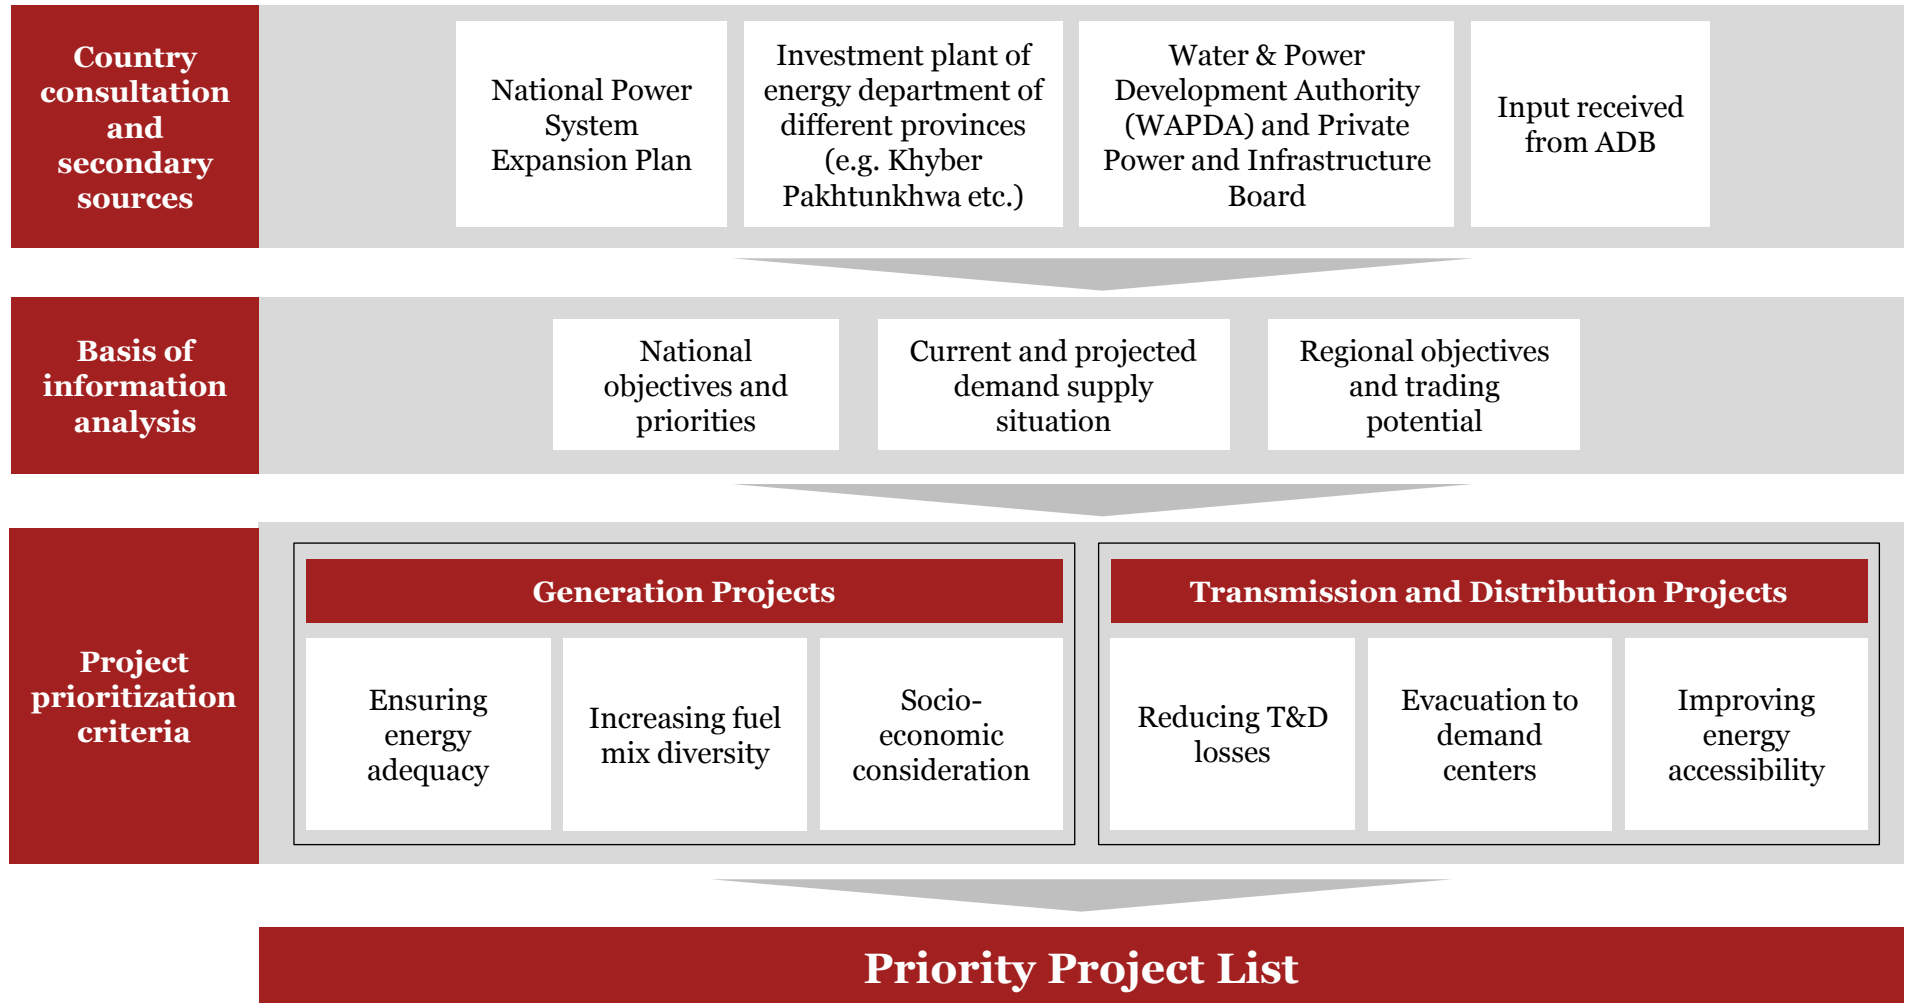 Country
consultation
and
secondary
sources
National Power
System
Expansion Plan
Investment plant of
energy department of
different provinces
(e.g. Khyber
Pakhtunkhwa etc.)
Water & Power
Development Authority
(WAPDA) and Private
Power and Infrastructure
Board
Input received
from ADB
Basis of
information
analysis
National
objectives and
priorities
Current and projected
demand supply
situation
Regional objectives
and trading
potential
Project
prioritization
criteria
Generation Projects
Ensuring
energy
adequacy
Increasing fuel
mix diversity
Socio-
economic
consideration
Transmission and Distribution Projects
Reducing T&D
losses
Evacuation to
demand
centers
Improving
energy
accessibility
Priority Project List